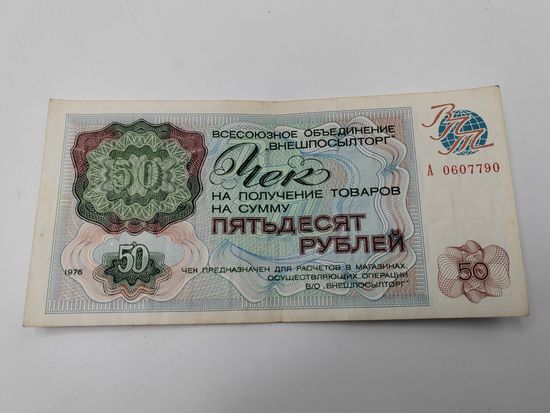 50
ВСЕСОЮЗНОЕ ОБЪЕДИНЕНИЕ
„ВНЕШПОСЫЛТОРГ"
Чек
НА ПОЛУЧЕНИЕ ТОВАРОВ
НА СУММУ
ПЯТЬДЕСЯТ
РУБЛЕЙ
ВПТ
А 0607790
1976
50
ЧЕК ПРЕДНАЗНАЧЕН ДЛЯ РАСЧЕТОВ В МАГАЗИНАХ,
ОСУЩЕСТВЛЯЮЩИХ ОПЕРАЦИИ
В/О „ВНЕШПОСЫЛТОРГ"
50